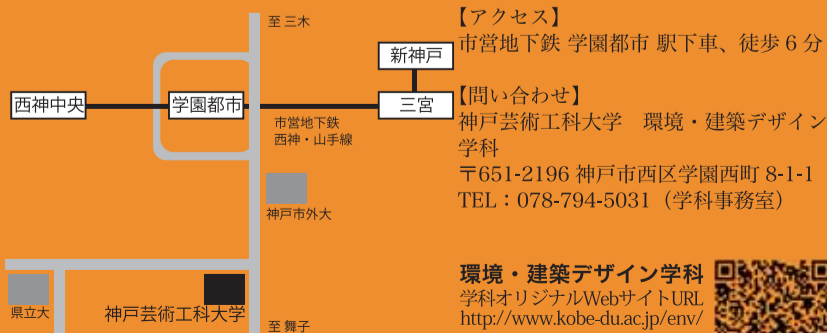 至 三木
新神戸
西神中央
学園都市
三宮
市営地下鉄
西神・山手線
神戸市外大
県立大
神戸芸術工科大学
至 舞子
【アクセス】
市営地下鉄 学園都市 駅下車、徒歩 6 分
【問い合わせ】
神戸芸術工科大学　環境・建築デザイン
学科
〒651-2196 神戸市西区学園西町 8-1-1
TEL：078-794-5031（学科事務室）
環境・建築デザイン学科
学科オリジナルWebサイトURL
http://www.kobe-du.ac.jp/env/